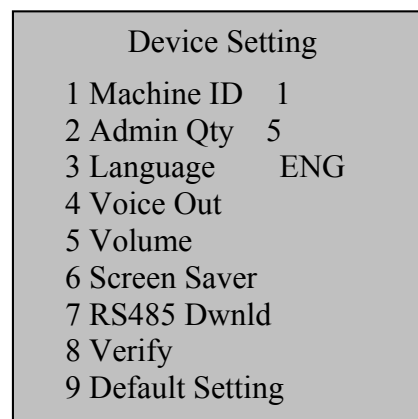 Device Setting
1 Machine ID 1
2 Admin Qty 5
3 Language ENG
4 Voice Out
5 Volume
6 Screen Saver
7 RS485 Dwnld
8 Verify
9 Default Setting